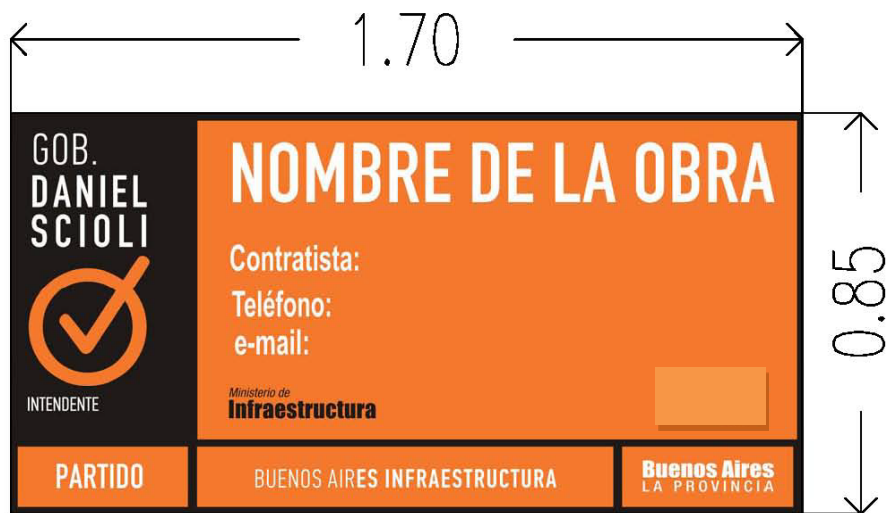 1.70
GOB.
DANIEL
SCIOLI
INTENDENTE
NOMBRE DE LA OBRA
Contratista:
Teléfono:
e-mail:
Ministerio de
Infraestructura
0.85
PARTIDO
BUENOS AIRES INFRAESTRUCTURA
Buenos Aires
LA PROVINCIA